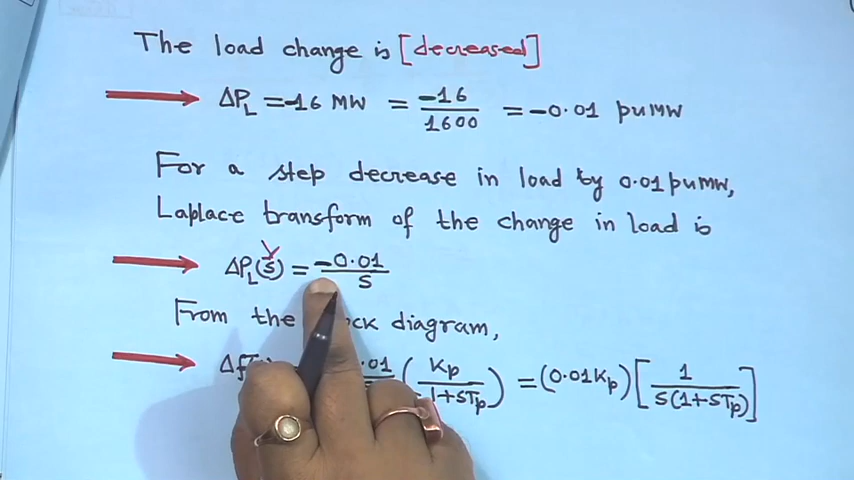 The load change is [decreased]
ΔP_L = -16 MW = -16/1600 = -0.01 puMW
For a step decrease in load by 0.01 puMW,
Laplace transform of the change in load is
ΔP_L(s) = -0.01/s
From the diagram,
.01 (Kp/1+sTp) = (0.01Kp) [1/s(1+sTp)]